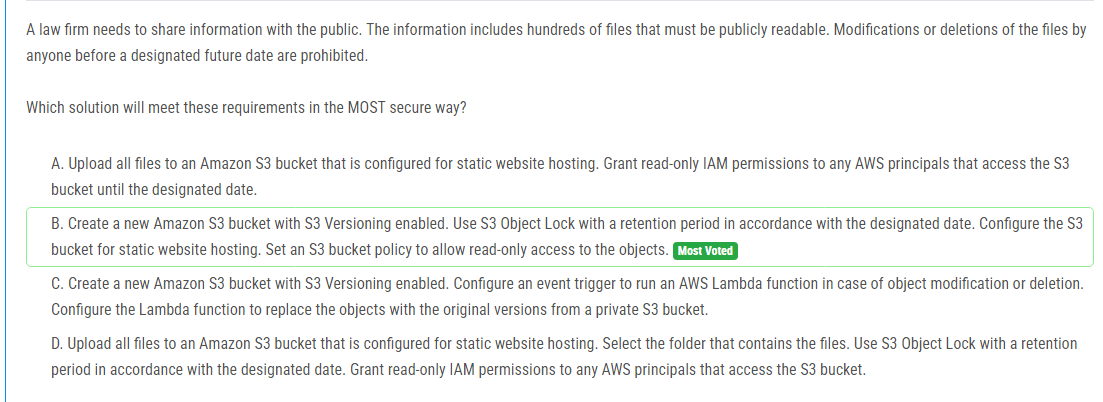 A law firm needs to share information with the public. The information includes hundreds of files that must be publicly readable. Modifications or deletions of the files by
anyone before a designated future date are prohibited.
Which solution will meet these requirements in the MOST secure way?
A. Upload all files to an Amazon S3 bucket that is configured for static website hosting. Grant read-only IAM permissions to any AWS principals that access the S3
bucket until the designated date.
B. Create a new Amazon S3 bucket with S3 Versioning enabled. Use S3 Object Lock with a retention period in accordance with the designated date. Configure the S3
bucket for static website hosting. Set an S3 bucket policy to allow read-only access to the objects. Most Voted
C. Create a new Amazon S3 bucket with S3 Versioning enabled. Configure an event trigger to run an AWS Lambda function in case of object modification or deletion.
Configure the Lambda function to replace the objects with the original versions from a private S3 bucket.
D. Upload all files to an Amazon S3 bucket that is configured for static website hosting. Select the folder that contains the files. Use S3 Object Lock with a retention
period in accordance with the designated date. Grant read-only IAM permissions to any AWS principals that access the S3 bucket.